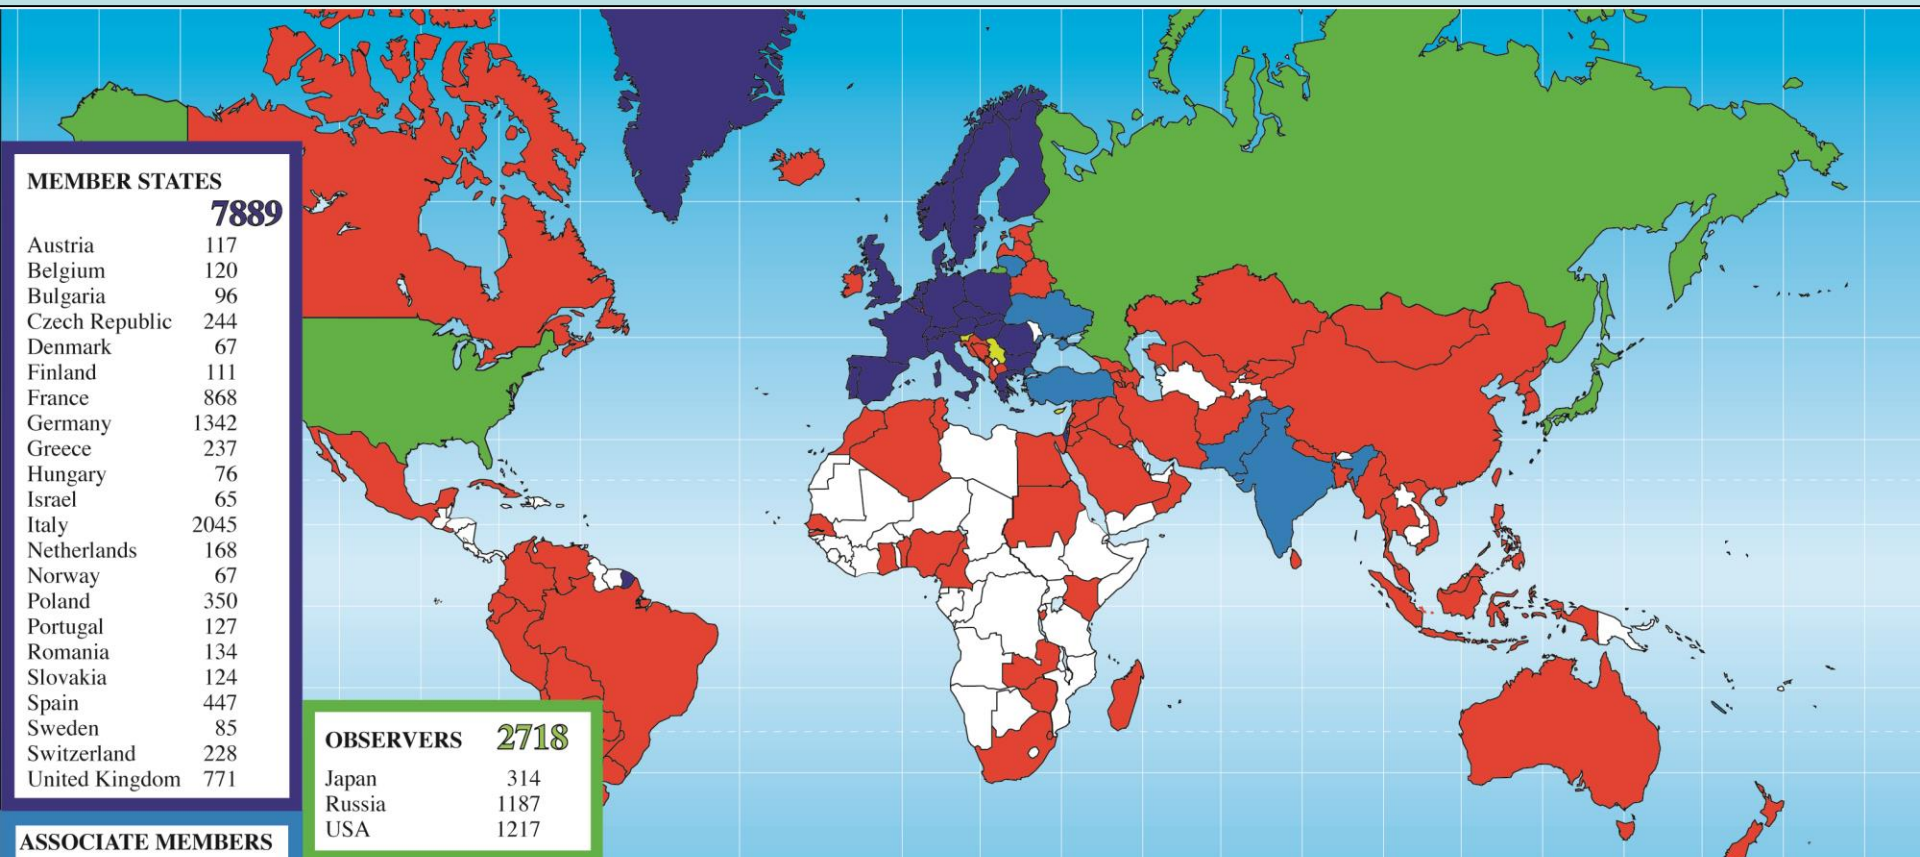 MEMBER STATES
7889
Austria 117
Belgium 120
Bulgaria 96
Czech Republic 244
Denmark 67
Finland 111
France 868
Germany 1342
Greece 237
Hungary 76
Israel 65
Italy 2045
Netherlands 168
Norway 67
Poland 350
Portugal 127
Romania 134
Slovakia 124
Spain 447
Sweden 85
Switzerland 228
United Kingdom 771
ASSOCIATE MEMBERS
OBSERVERS 2718
Japan 314
Russia 1187
USA 1217